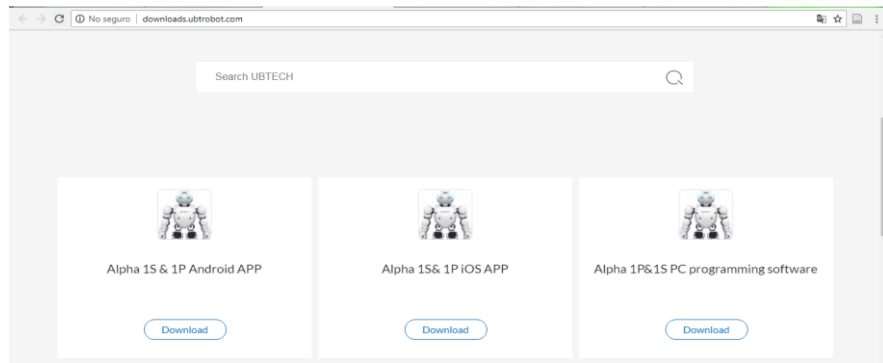 No seguro | downloads.ubtrobot.com
Search UBTECH
Alpha 1S & 1P Android APP
Alpha 1S& 1P iOS APP
Alpha 1P&1S PC programming software
Download
Download
Download